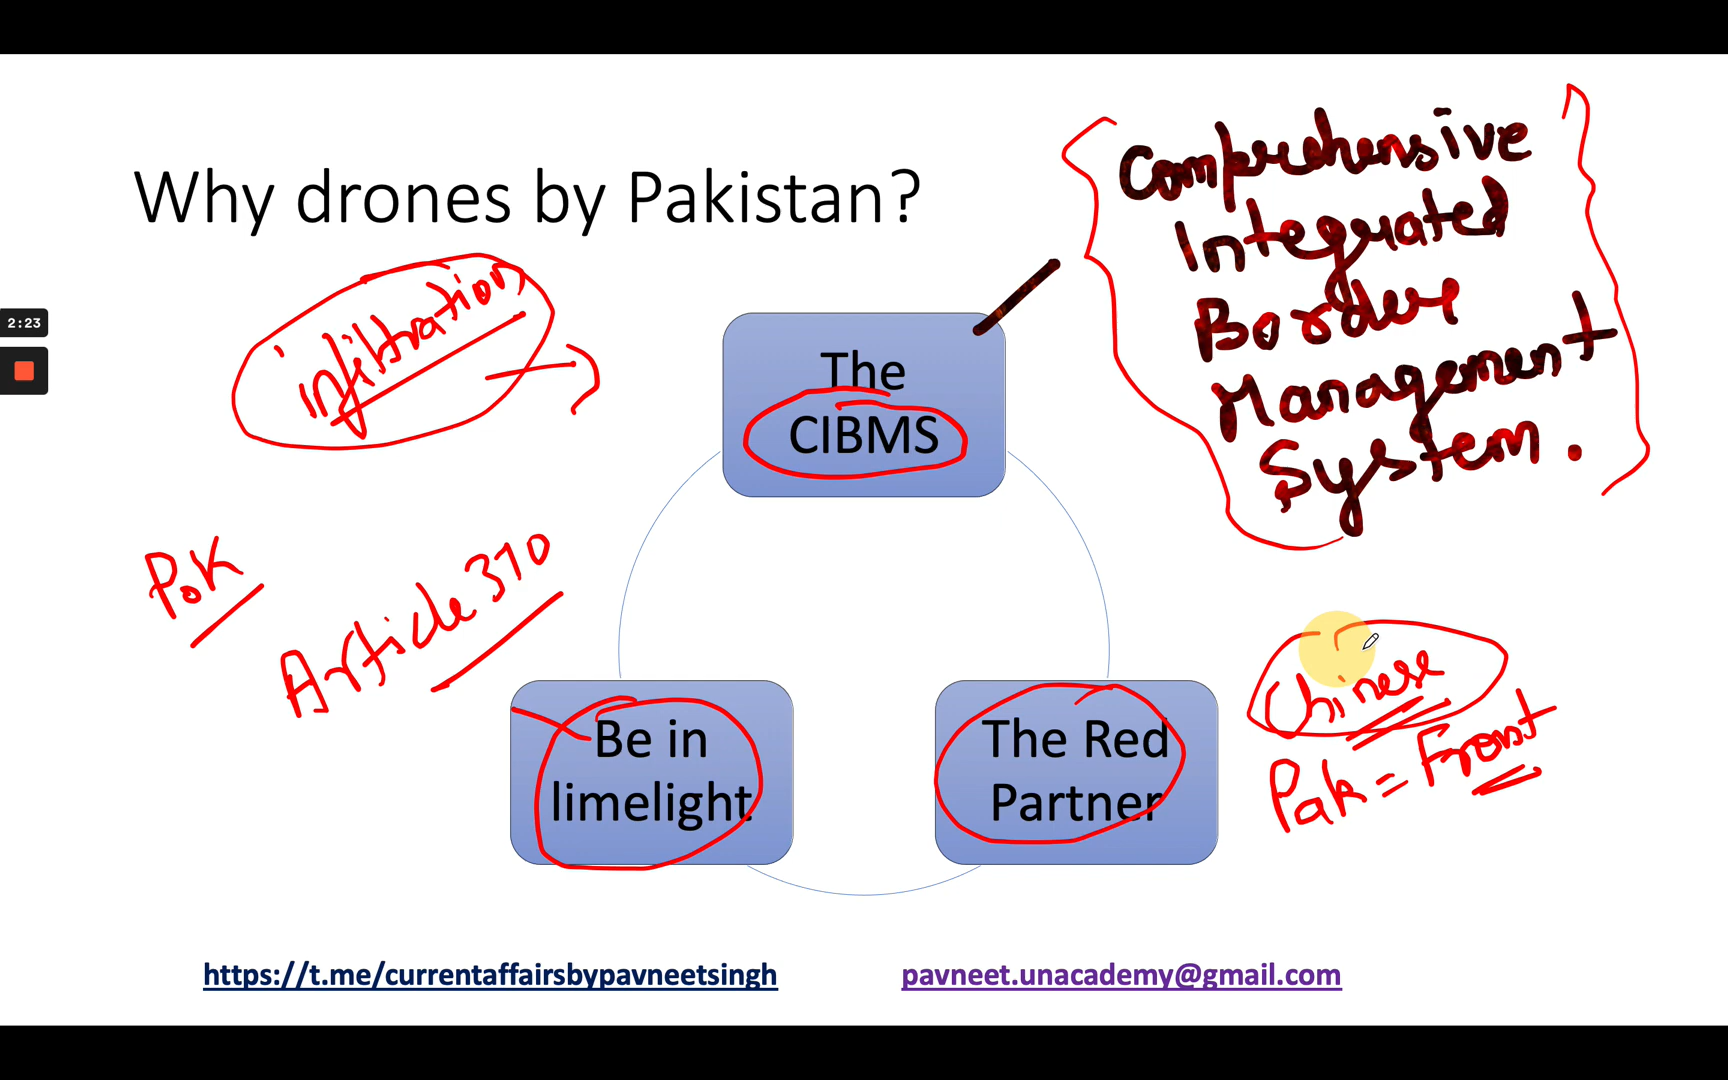 Why drones by Pakistan?
Comprehensive
Integrated
Border
Management
System.
infiltration
2:23
The
CIBMS
PoK
Article 370
Be in
limelight
The Red
Partner
Chinese
Pak = Front
https://t.me/currentaffairsbypavneetsingh
pavneet.unacademy@gmail.com